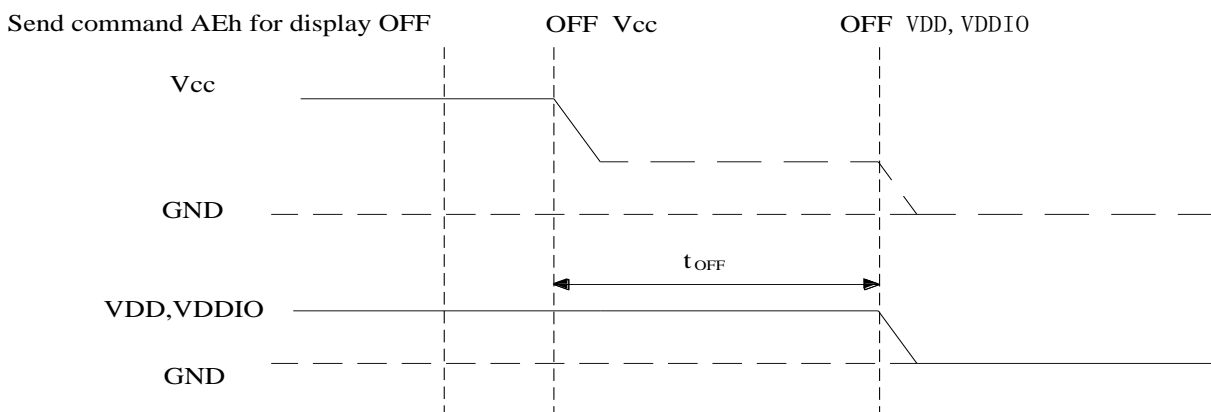 Send command AEh for display OFF OFF Vcc OFF VDD,VDDIO
Vcc
GND
tOFF
VDD,VDDIO
GND